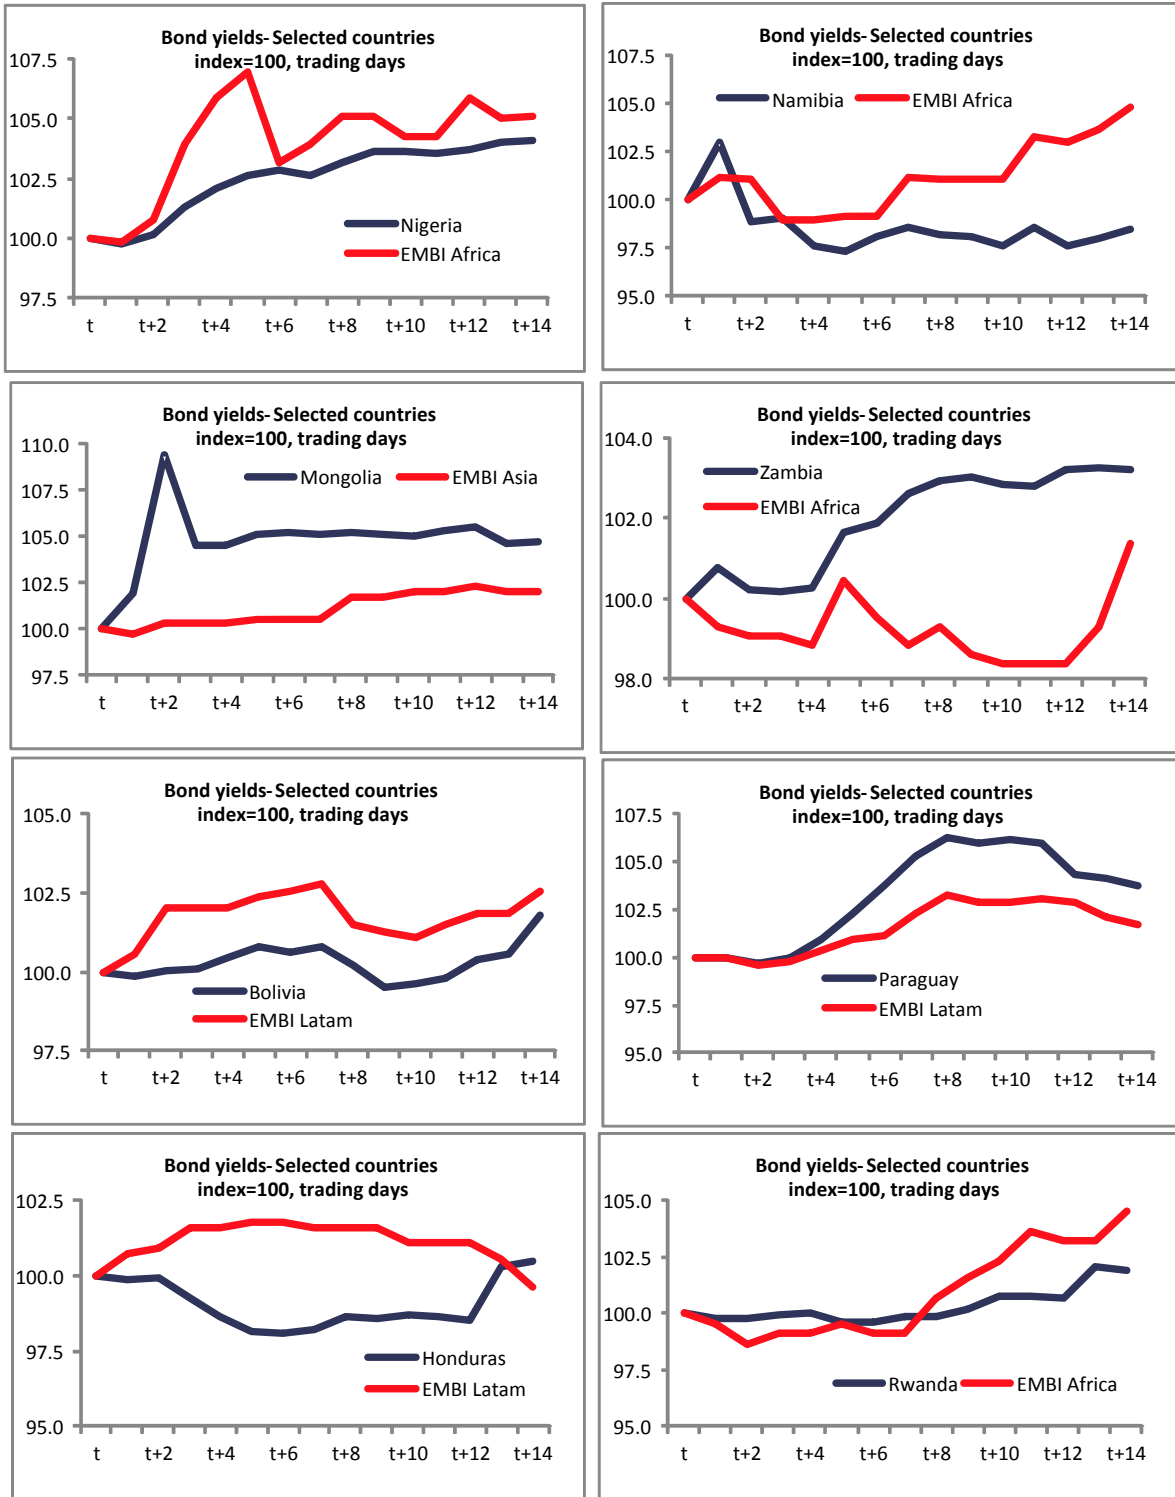 Bond yields- Selected countries
index=100, trading days
107.5
105.0
102.5
100.0
97.5
Nigeria
EMBI Africa
t t+2 t+4 t+6 t+8 t+10 t+12 t+14
Bond yields- Selected countries
index=100, trading days
107.5
105.0
102.5
100.0
97.5
95.0
Namibia EMBI Africa
t t+2 t+4 t+6 t+8 t+10 t+12 t+14
Bond yields- Selected countries
index=100, trading days
110.0
107.5
105.0
102.5
100.0
97.5
Mongolia EMBI Asia
t t+2 t+4 t+6 t+8 t+10 t+12 t+14
Bond yields- Selected countries
index=100, trading days
104.0
102.0
100.0
98.0
Zambia
EMBI Africa
t t+2 t+4 t+6 t+8 t+10 t+12 t+14
Bond yields- Selected countries
index=100, trading days
105.0
102.5
100.0
97.5
Bolivia
EMBI Latam
t t+2 t+4 t+6 t+8 t+10 t+12 t+14
Bond yields- Selected countries
index=100, trading days
107.5
105.0
102.5
100.0
97.5
95.0
Paraguay
EMBI Latam
t t+2 t+4 t+6 t+8 t+10 t+12 t+14
Bond yields- Selected countries
index=100, trading days
102.5
100.0
97.5
95.0
Honduras
EMBI Latam
t t+2 t+4 t+6 t+8 t+10 t+12 t+14
Bond yields- Selected countries
index=100, trading days
105.0
102.5
100.0
97.5
95.0
Rwanda EMBI Africa
t t+2 t+4 t+6 t+8 t+10 t+12 t+14